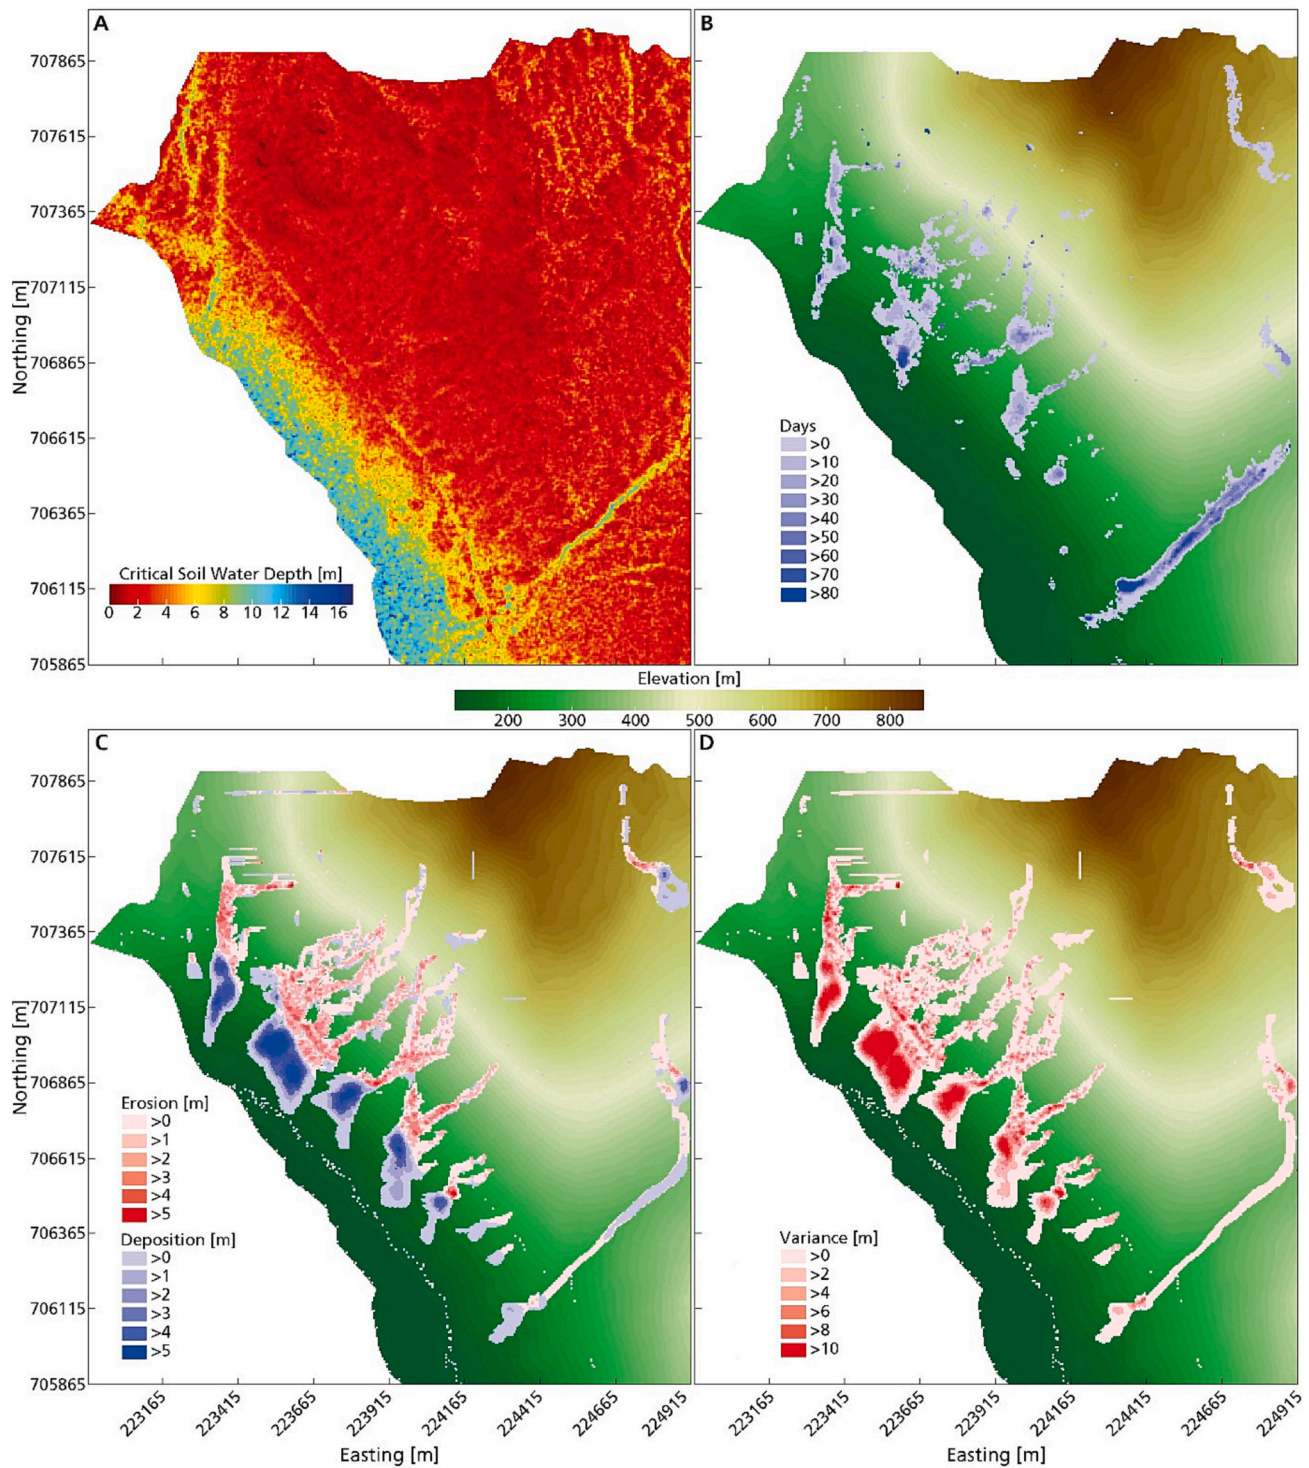 A
B
707865
707615
707365
707115
706865
706615
706365
706115
705865
Northing [m]
Critical Soil Water Depth [m]
0 2 4 6 8 10 12 14 16
Days
>0
>10
>20
>30
>40
>50
>60
>70
>80
Elevation [m]
200 300 400 500 600 700 800
C
D
707865
707615
707365
707115
706865
706615
706365
706115
705865
Northing [m]
Erosion [m]
>0
>1
>2
>3
>4
>5
Deposition [m]
>0
>1
>2
>3
>4
>5
Variance [m]
>0
>2
>4
>6
>8
>10
223165 223415 223665 223915 224165 224415 224665 223165 223415 223665 223915 224165 224415 224665 224915
Easting [m]
Easting [m]